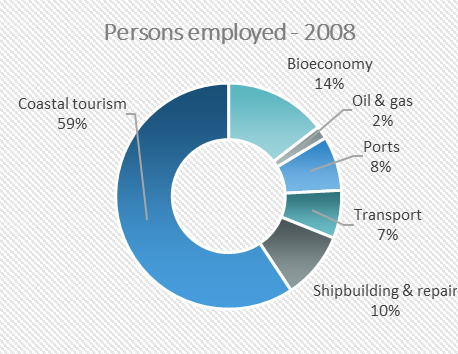 Persons employed - 2008
Bioeconomy
14%
Oil & gas
2%
Ports
8%
Transport
7%
Shipbuilding & repair
10%
Coastal tourism
59%